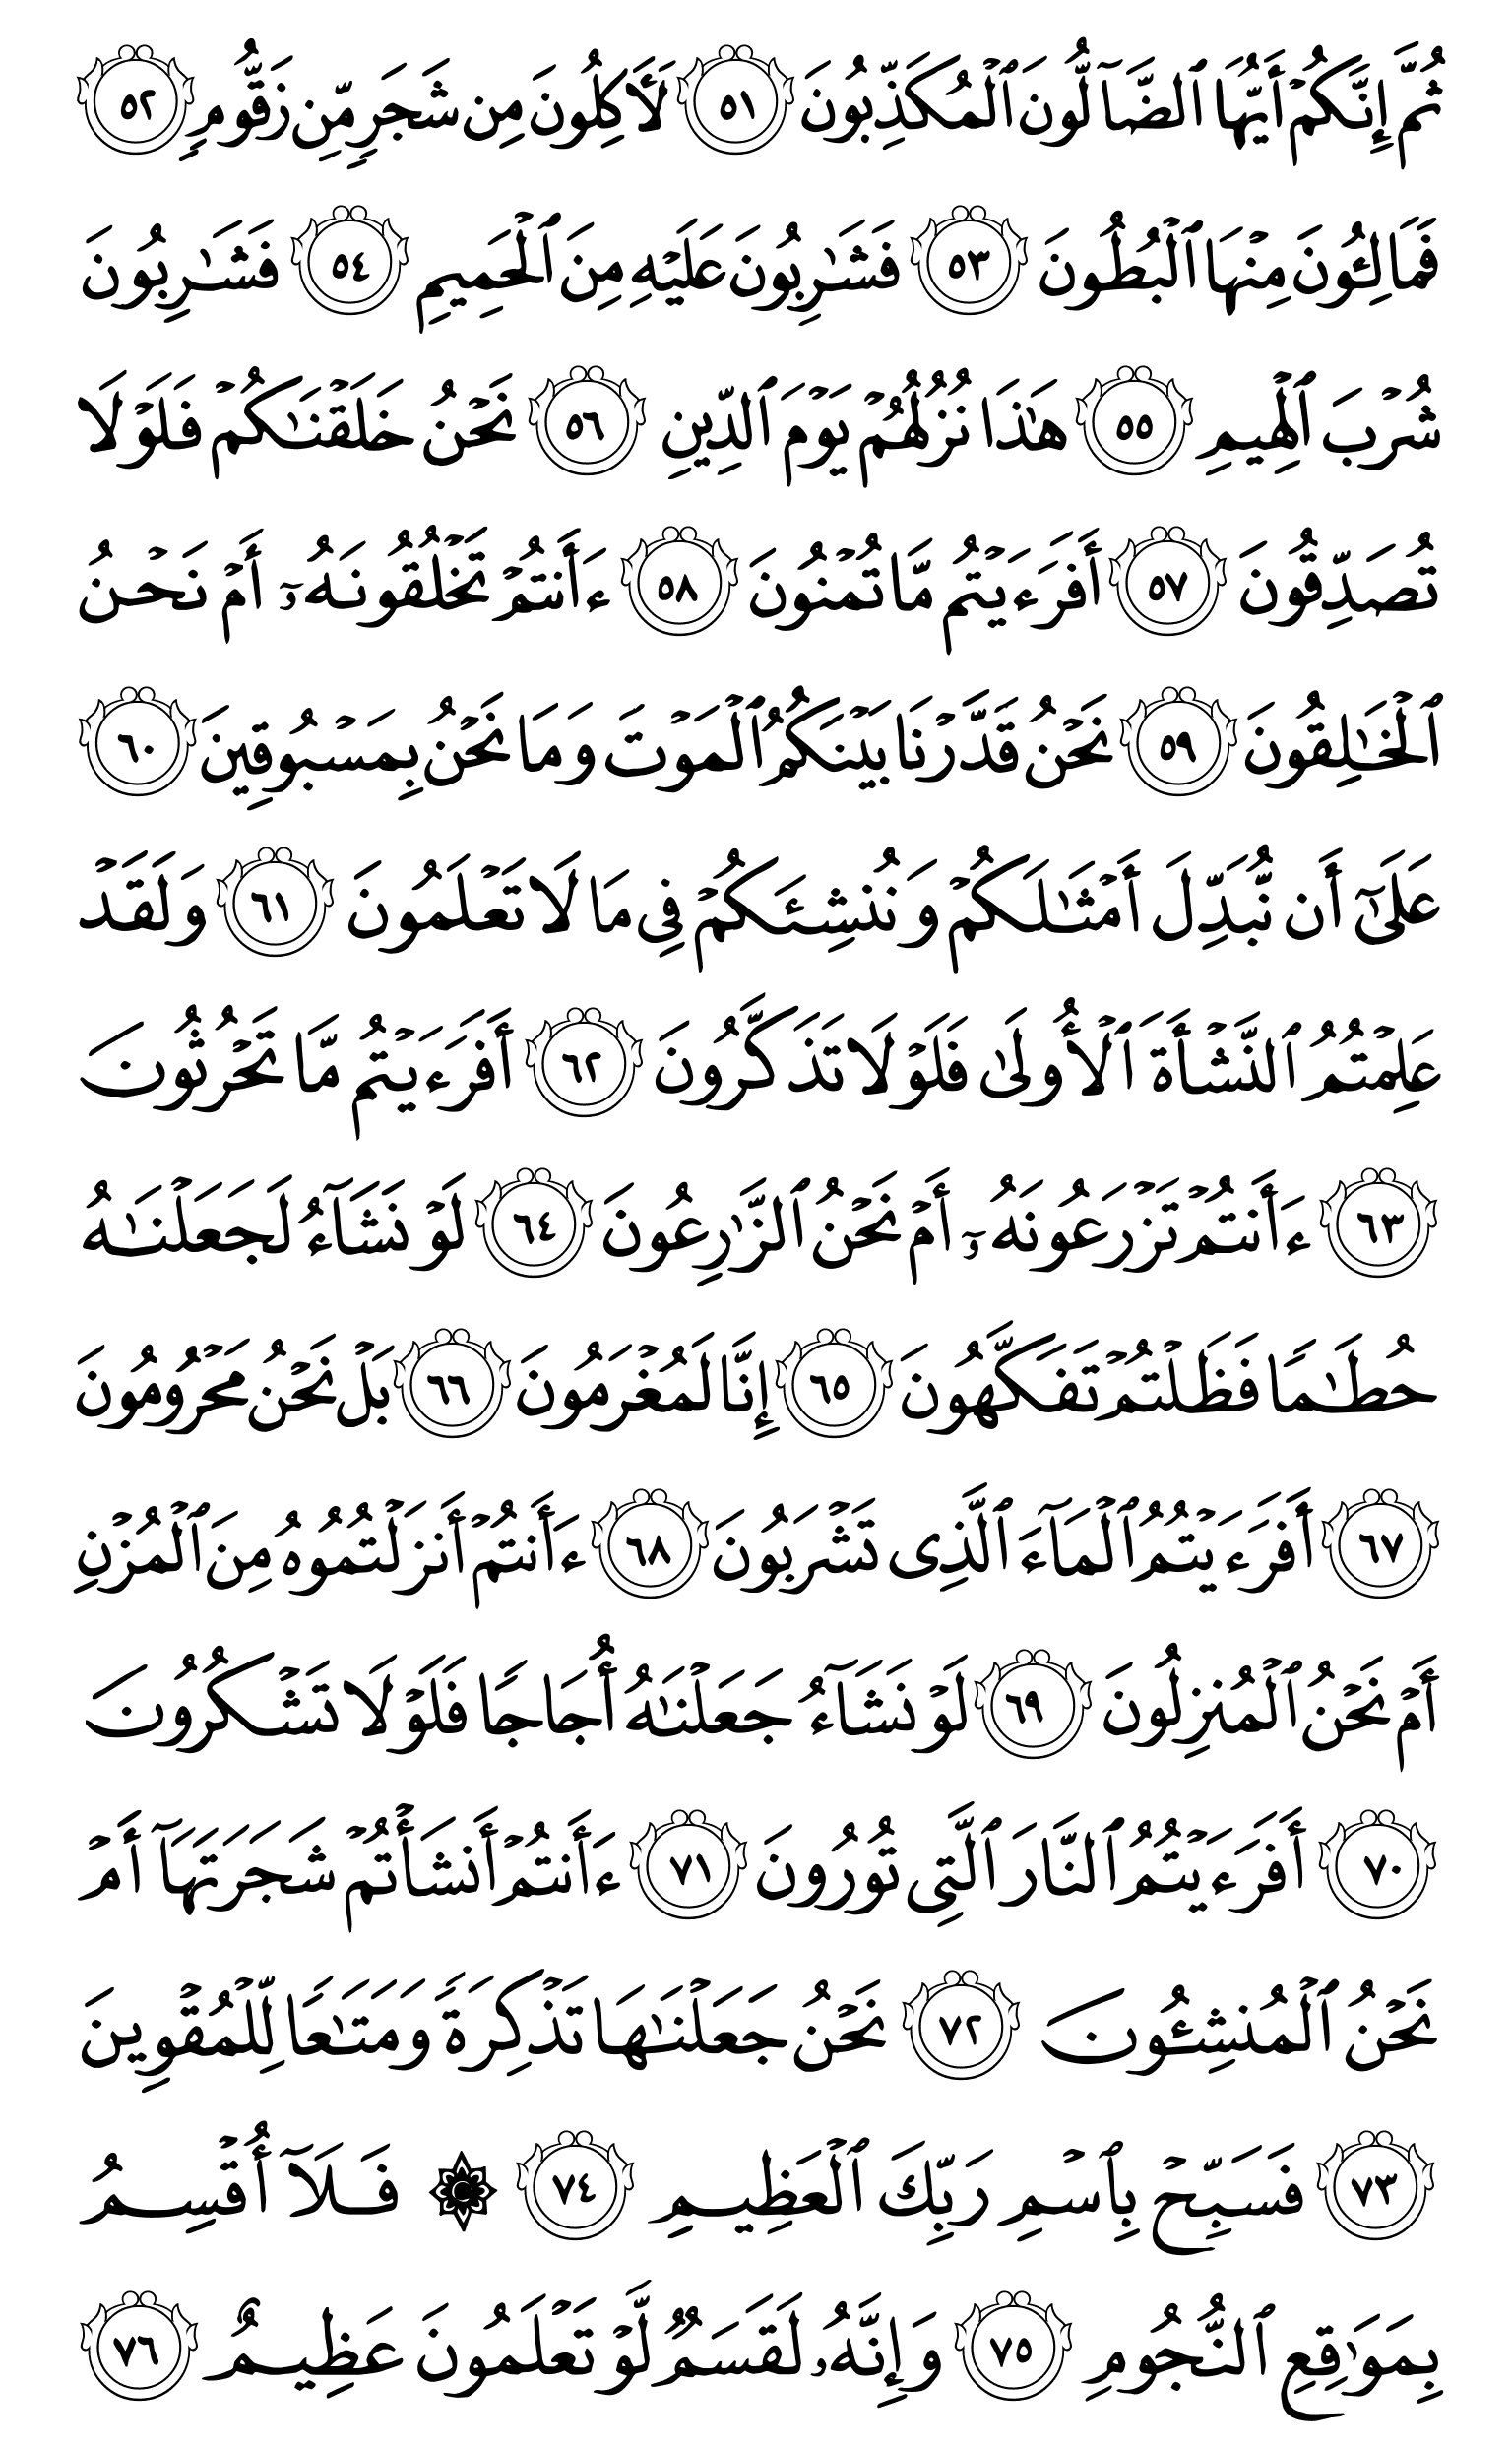 ثُمَّ إِنَّكُمْ أَيُّهَا ٱلضَّآلُّونَ ٱلْمُكَذِّبُونَ ٥١ لَأٓكِلُونَ مِن شَجَرٍ مِّن زَقُّومٍ ٥٢
فَمَالِـُٔونَ مِنْهَا ٱلْبُطُونَ ٥٣ فَشَـٰرِبُونَ عَلَيْهِ مِنَ ٱلْحَمِيمِ ٥٤ فَشَـٰرِبُونَ
شُرْبَ ٱلْهِيمِ ٥٥ هَـٰذَا نُزُلُهُمْ يَوْمَ ٱلدِّينِ ٥٦ نَحْنُ خَلَقْنَـٰكُمْ فَلَوْلَا
تُصَدِّقُونَ ٥٧ أَفَرَءَيْتُم مَّا تُمْنُونَ ٥٨ ءَأَنتُمْ تَخْلُقُونَهُۥٓ أَمْ نَحْنُ
ٱلْخَـٰلِقُونَ ٥٩ نَحْنُ قَدَّرْنَا بَيْنَكُمُ ٱلْمَوْتَ وَمَا نَحْنُ بِمَسْبُوقِينَ ٦٠
عَلَىٰٓ أَن نُّبَدِّلَ أَمْثَـٰلَكُمْ وَنُنشِئَكُمْ فِى مَا لَا تَعْلَمُونَ ٦١ وَلَقَدْ
عَلِمْتُمُ ٱلنَّشْأَةَ ٱلْأُولَىٰ فَلَوْلَا تَذَكَّرُونَ ٦٢ أَفَرَءَيْتُم مَّا تَحْرُثُونَ
٦٣ ءَأَنتُمْ تَزْرَعُونَهُۥٓ أَمْ نَحْنُ ٱلزَّٰرِعُونَ ٦٤ لَوْ نَشَآءُ لَجَعَلْنَـٰهُ
حُطَـٰمًا فَظَلْتُمْ تَفَكَّهُونَ ٦٥ إِنَّا لَمُغْرَمُونَ ٦٦ بَلْ نَحْنُ مَحْرُومُونَ
٦٧ أَفَرَءَيْتُمُ ٱلْمَآءَ ٱلَّذِى تَشْرَبُونَ ٦٨ ءَأَنتُمْ أَنزَلْتُمُوهُ مِنَ ٱلْمُزْنِ
أَمْ نَحْنُ ٱلْمُنزِلُونَ ٦٩ لَوْ نَشَآءُ جَعَلْنَـٰهُ أُجَاجًا فَلَوْلَا تَشْكُرُونَ
٧٠ أَفَرَءَيْتُمُ ٱلنَّارَ ٱلَّتِى تُورُونَ ٧١ ءَأَنتُمْ أَنشَأْتُمْ شَجَرَتَهَآ أَمْ
نَحْنُ ٱلْمُنشِـُٔونَ ٧٢ نَحْنُ جَعَلْنَـٰهَا تَذْكِرَةً وَمَتَـٰعًا لِّلْمُقْوِينَ
٧٣ فَسَبِّحْ بِٱسْمِ رَبِّكَ ٱلْعَظِيمِ ٧٤ ۞ فَلَآ أُقْسِمُ
بِمَوَٰقِعِ ٱلنُّجُومِ ٧٥ وَإِنَّهُۥ لَقَسَمٌ لَّوْ تَعْلَمُونَ عَظِيمٌ ٧٦